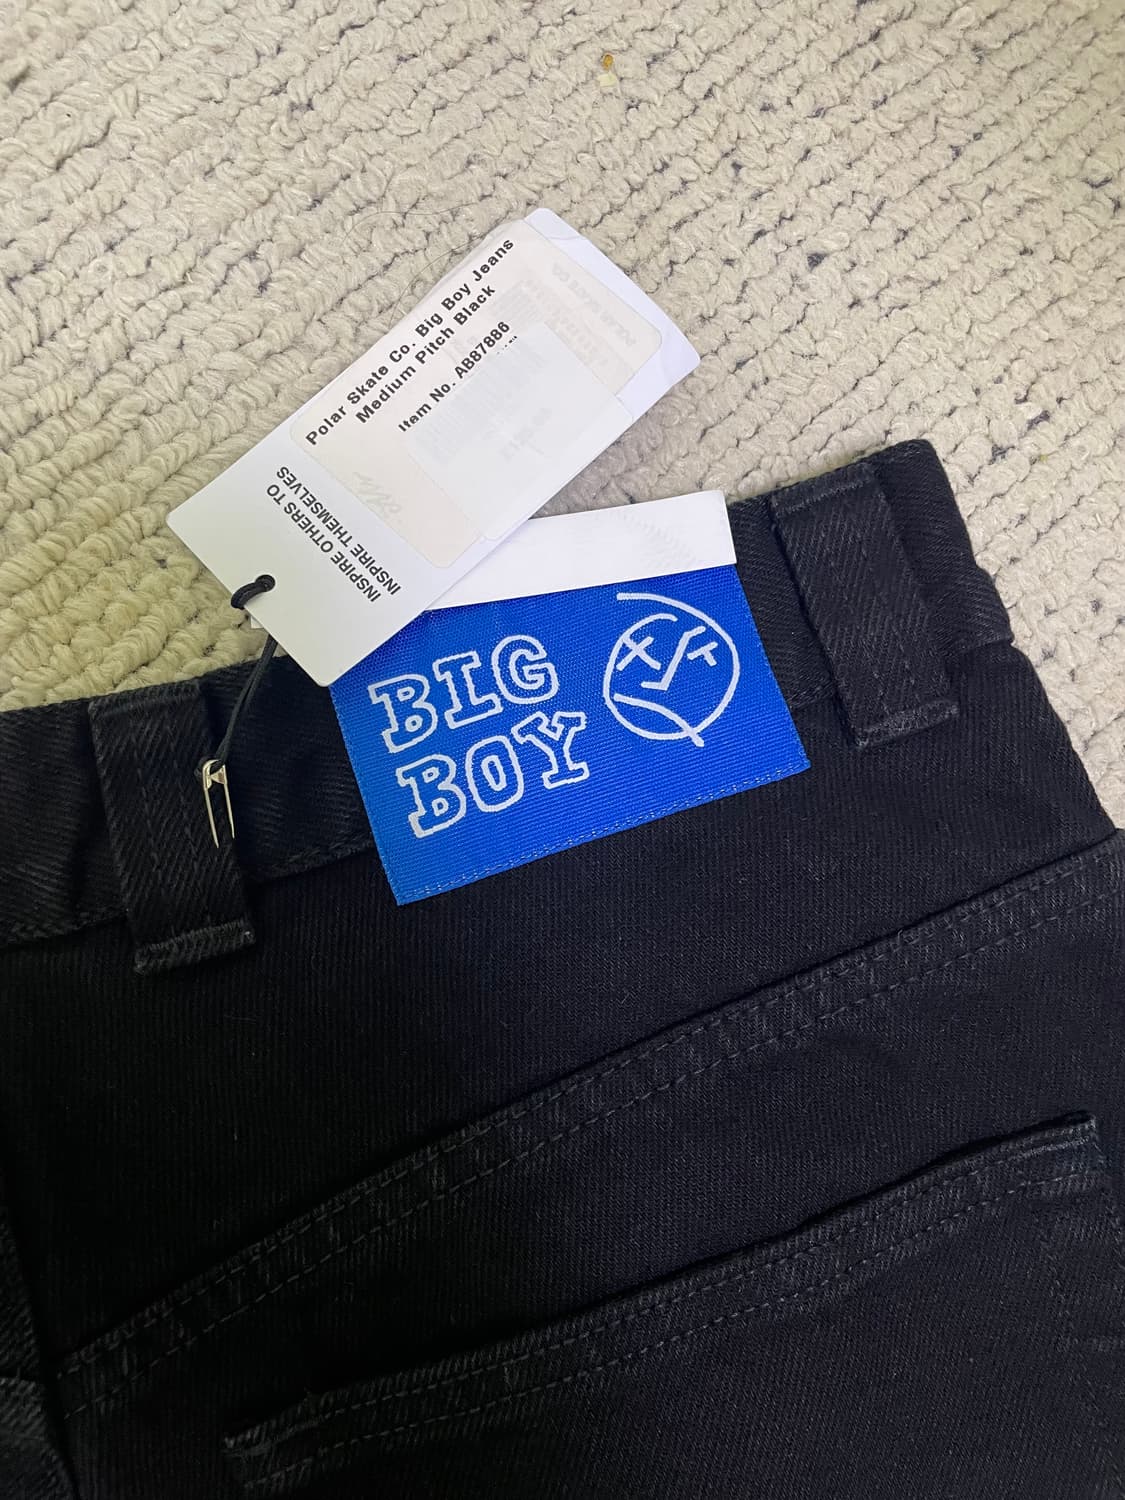 Polar Skate Co. Big Boy Jeans
Medium Pitch Black
Item No. AB87886
INSPIRE OTHERS TO
INSPIRE THEMSELVES
BIG
BOY